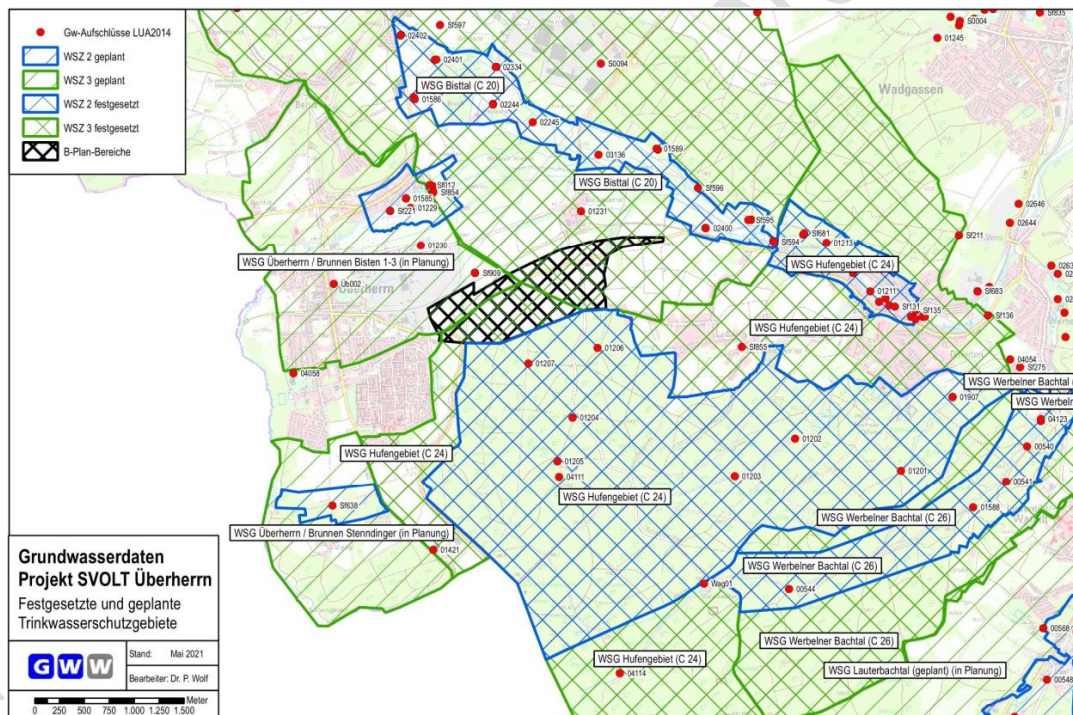 Gw-Aufschlüsse LUA2014
WSZ 2 geplant
WSZ 3 geplant
WSZ 2 festgesetzt
WSZ 3 festgesetzt
B-Plan-Bereiche
Sf597
02402
02401
02334
S0094
WSG Bisttal (C 20)
01586
02244
02245
03136
01589
WSG Bisttal (C 20)
Sf596
S0004
Sf835
01245
Wadgassen
Sf012
Sf854
01585
01229
Sf221
01231
Sf595
02400
Sf594
Sf681
01213
02646
02644
Sf211
01230
WSG Überherrn / Brunnen Bisten 1-3 (in Planung)
Sf909
Üb002
Überherrn
WSG Hufengebiet (C 24)
01211
Sf131
Sf135
Sf683
Sf136
WSG Hufengebiet (C 24)
01206
Sf855
01207
04058
04054
Sf275
WSG Werbelner Bachtal
01907
04123
01204
01202
00540
WSG Hufengebiet (C 24)
01205
04111
01203
01201
00541
WSG Hufengebiet (C 24)
Sf638
WSG Werbelner Bachtal (C 26)
01588
WSG Überherrn / Brunnen Stenndinger (in Planung)
01421
WSG Werbelner Bachtal (C 26)
Wag01
00544
00568
WSG Werbelner Bachtal (C 26)
WSG Hufengebiet (C 24)
04114
WSG Lauterbachtal (geplant) (in Planung)
00548
Grundwasserdaten
Projekt SVOLT Überherrn
Festgesetzte und geplante
Trinkwasserschutzgebiete
GWW
Stand: Mai 2021
Bearbeiter: Dr. P. Wolf
Meter
0 250 500 1.000 1.250 1.500